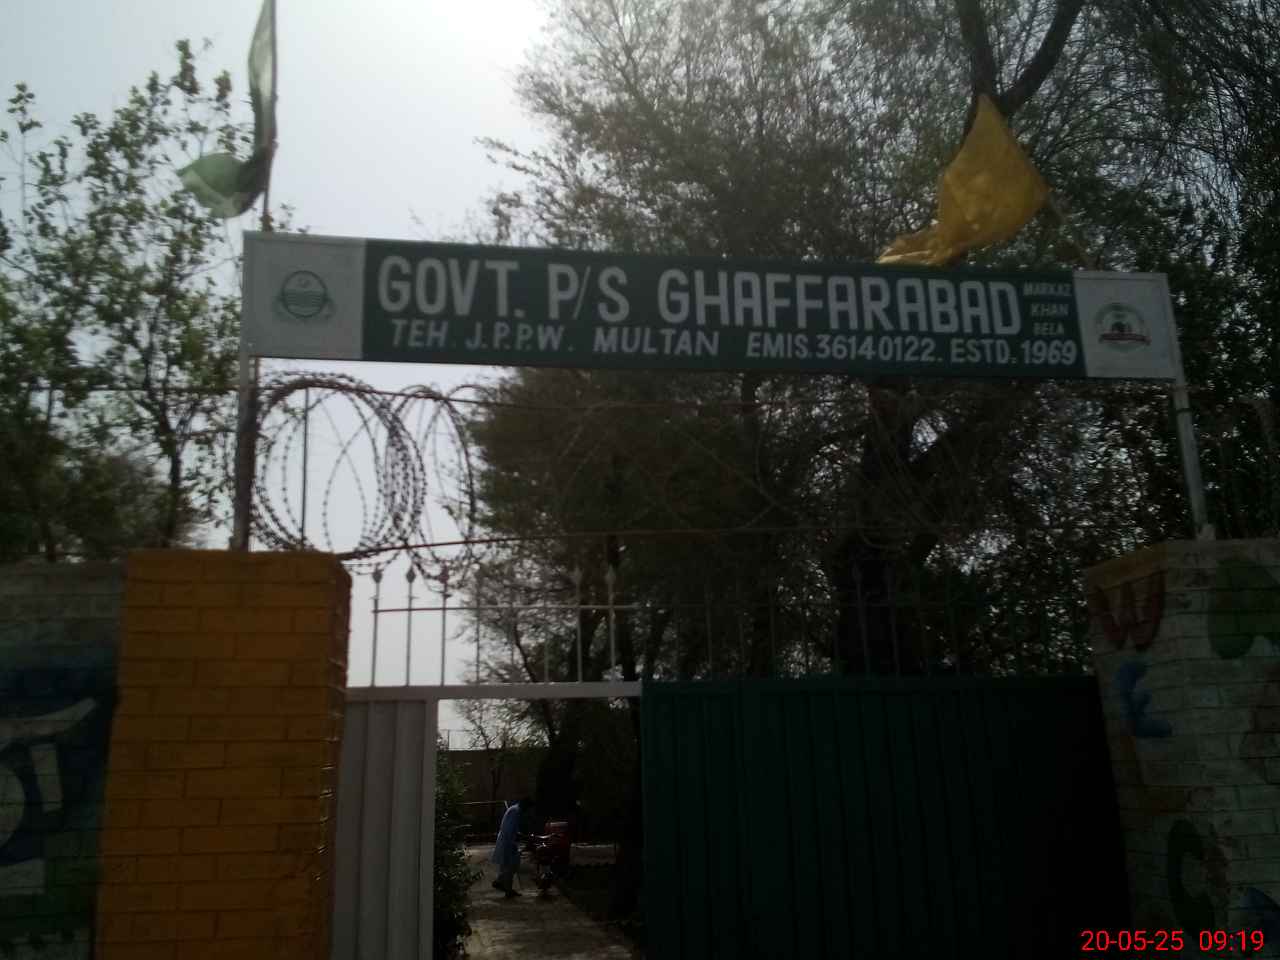 GOVT. P/S GHAFFARABAD
MARKAZ
KHAN
BELA
TEH. J.P.P.W. MULTAN EMIS.36140122. ESTD. 1969
W
E
C
20-05-25 09:19